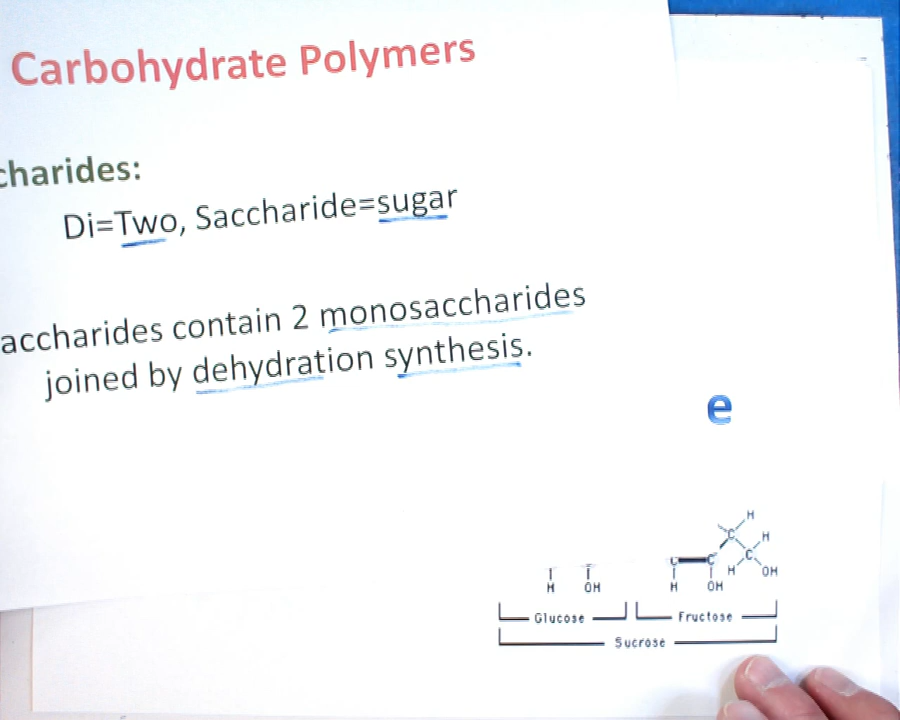 Carbohydrate Polymers
charides:
Di=Two, Saccharide=sugar
accharides contain 2 monosaccharides
joined by dehydration synthesis.
e
H
C H
C C C
H OH H OH H OH
Glucose Fructose
Sucrose